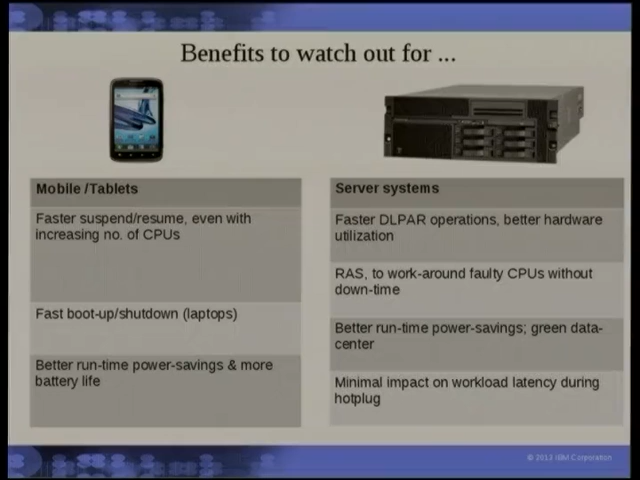 Benefits to watch out for ...
Mobile /Tablets
Faster suspend/resume, even with
increasing no. of CPUs
Fast boot-up/shutdown (laptops)
Better run-time power-savings & more
battery life
Server systems
Faster DLPAR operations, better hardware
utilization
RAS, to work-around faulty CPUs without
down-time
Better run-time power-savings; green data-
center
Minimal impact on workload latency during
hotplug
© 2013 IBM Corporation